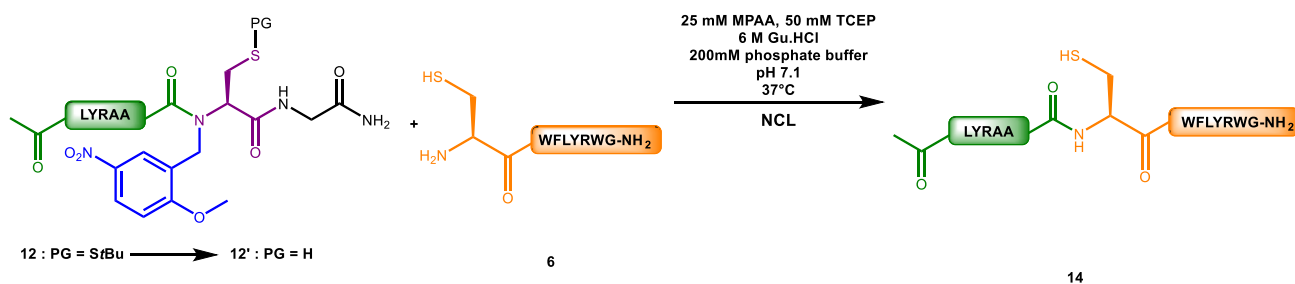 PG
S
O
LYRAA
N
H
N
O
NH2
O
O
O2N
O
12 : PG = StBu
12' : PG = H
+
HS
H2N
O
WFLYRWG-NH2
6
25 mM MPAA, 50 mM TCEP
6 M Gu.HCl
200mM phosphate buffer
pH 7.1
37°C
NCL
HS
O
LYRAA
N
H
O
O
WFLYRWG-NH2
14